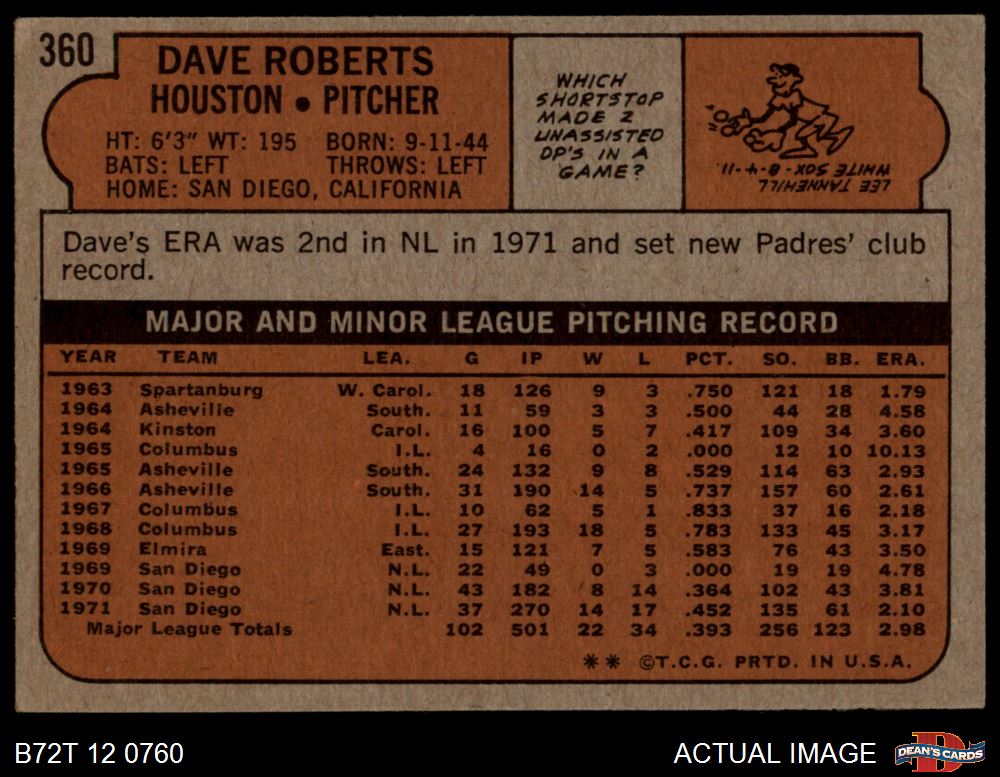 360
DAVE ROBERTS
HOUSTON • PITCHER
HT: 6'3" WT: 195 BORN: 9-11-44
BATS: LEFT THROWS: LEFT
HOME: SAN DIEGO, CALIFORNIA
WHICH
SHORTSTOP
MADE 2
UNASSISTED
DP'S IN A
GAME?
LEE TANNEHILL
WHITE SOX - 8-4-11
Dave's ERA was 2nd in NL in 1971 and set new Padres' club
record.
MAJOR AND MINOR LEAGUE PITCHING RECORD
YEAR TEAM LEA. G IP W L PCT. SO. BB. ERA.
1963 Spartanburg W. Carol. 18 126 9 3 .750 121 18 1.79
1964 Asheville South. 11 59 3 3 .500 44 28 4.58
1964 Kinston Carol. 16 100 5 7 .417 109 34 3.60
1965 Columbus I.L. 4 16 0 2 .000 12 10 10.13
1965 Asheville South. 24 132 9 8 .529 114 63 2.93
1966 Asheville South. 31 190 14 5 .737 157 60 2.61
1967 Columbus I.L. 10 62 5 1 .833 37 16 2.18
1968 Columbus I.L. 27 193 18 5 .783 133 45 3.17
1969 Elmira East. 15 121 7 5 .583 76 43 3.50
1969 San Diego N.L. 22 49 0 3 .000 19 19 4.78
1970 San Diego N.L. 43 182 8 14 .364 102 43 3.81
1971 San Diego N.L. 37 270 14 17 .452 135 61 2.10
Major League Totals 102 501 22 34 .393 256 123 2.98
** ©T.C.G. PRTD. IN U.S.A.
B72T 12 0760
ACTUAL IMAGE
D
DEAN'S CARDS